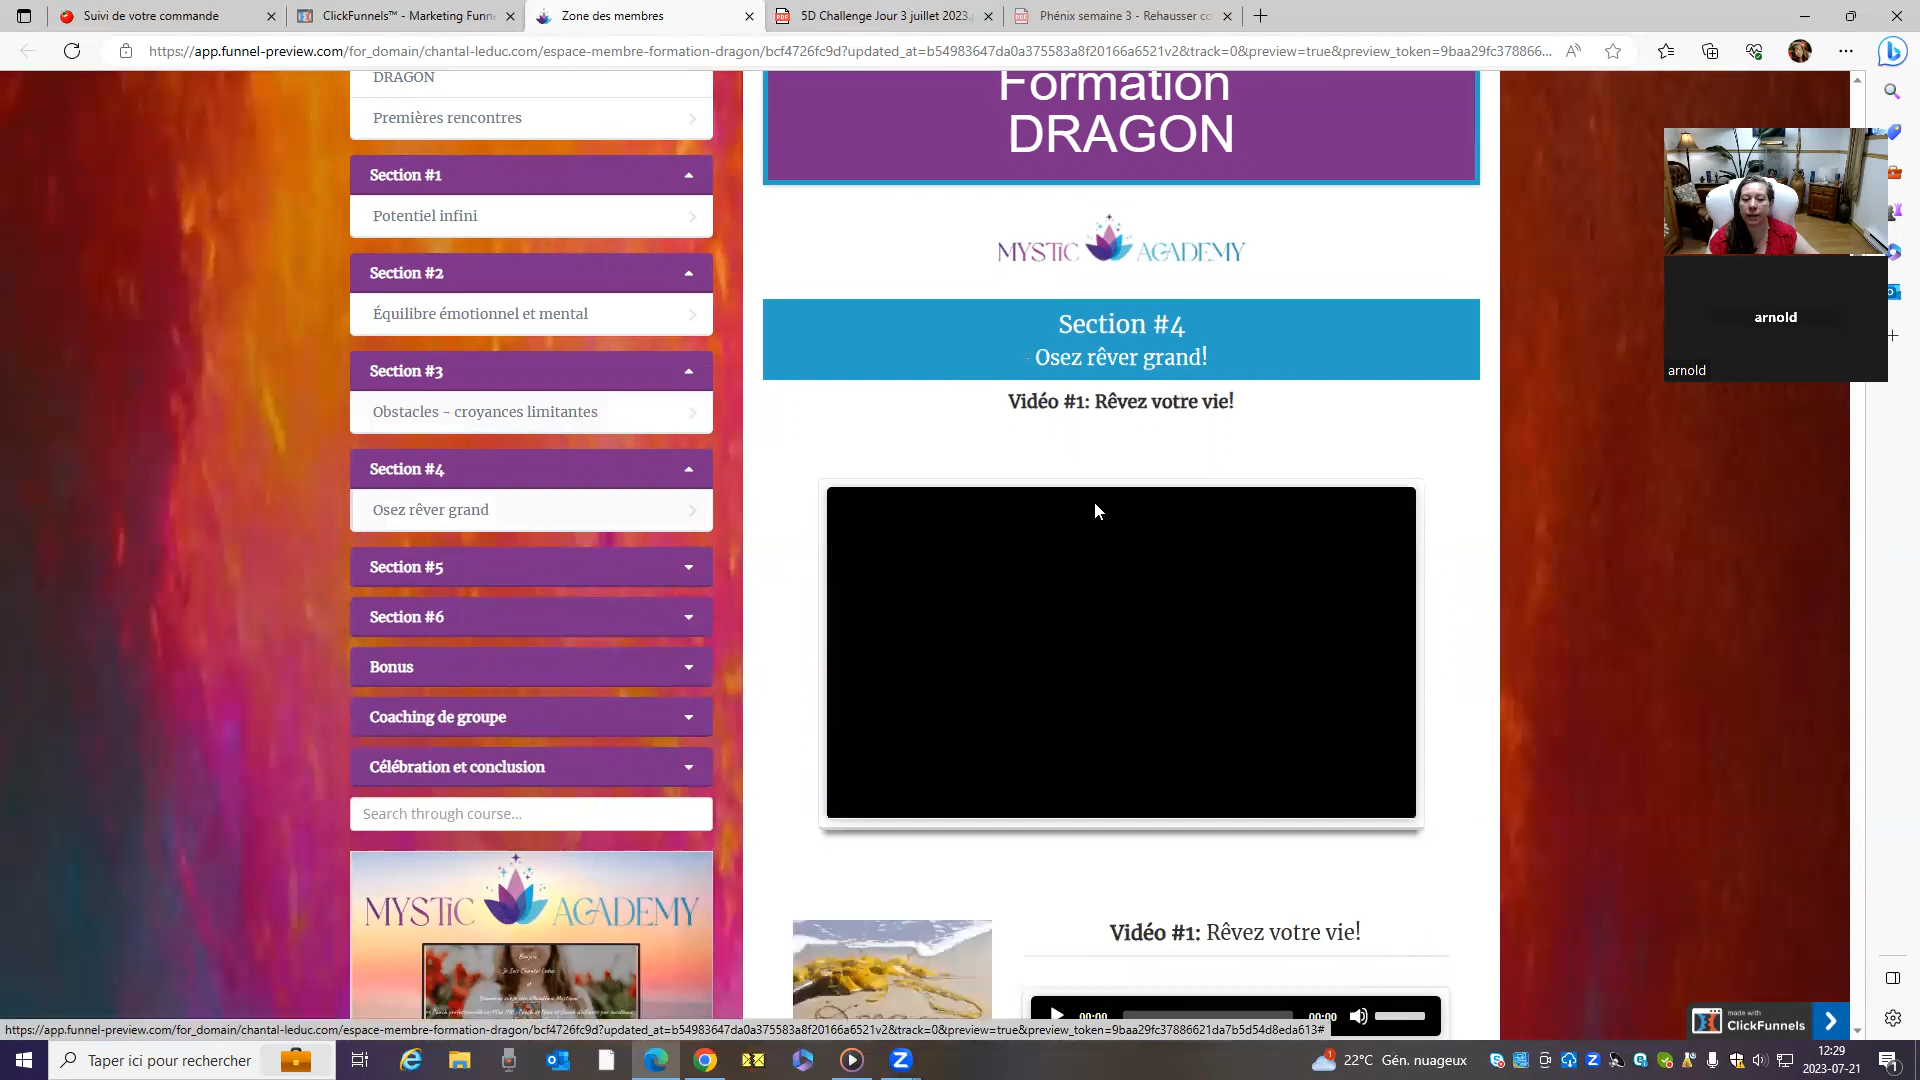 Suivi de votre commande
ClickFunnels™ - Marketing Funne
Zone des membres
5D Challenge Jour 3 juillet 2023.
Phénix semaine 3 - Rehausser co
https://app.funnel-preview.com/for_domain/chantal-leduc.com/espace-membre-formation-dragon/bcf4726fc9d?updated_at=b54983647da0a375583a8f20166a6521v2&track=0&preview=true&preview_token=9baa29fc378866...
DRAGON
Premières rencontres
Section #1
Potentiel infini
Section #2
Équilibre émotionnel et mental
Section #3
Obstacles - croyances limitantes
Section #4
Osez rêver grand
Section #5
Section #6
Bonus
Coaching de groupe
Célébration et conclusion
Search through course...
MYSTIC ACADEMY
Bonjour,
Je Suis Chantal Leduc
Formation
DRAGON
MYSTIC ACADEMY
Section #4
Osez rêver grand!
Vidéo #1: Rêvez votre vie!
Vidéo #1: Rêvez votre vie!
00:00
00:00
arnold
arnold
made with
ClickFunnels
https://app.funnel-preview.com/for_domain/chantal-leduc.com/espace-membre-formation-dragon/bcf4726fc9d?updated_at=b54983647da0a375583a8f20166a6521v2&track=0&preview=true&preview_token=9baa29fc37886621da7b5d54d8eda613#
Taper ici pour rechercher
22°C Gén. nuageux
12:29
2023-07-21